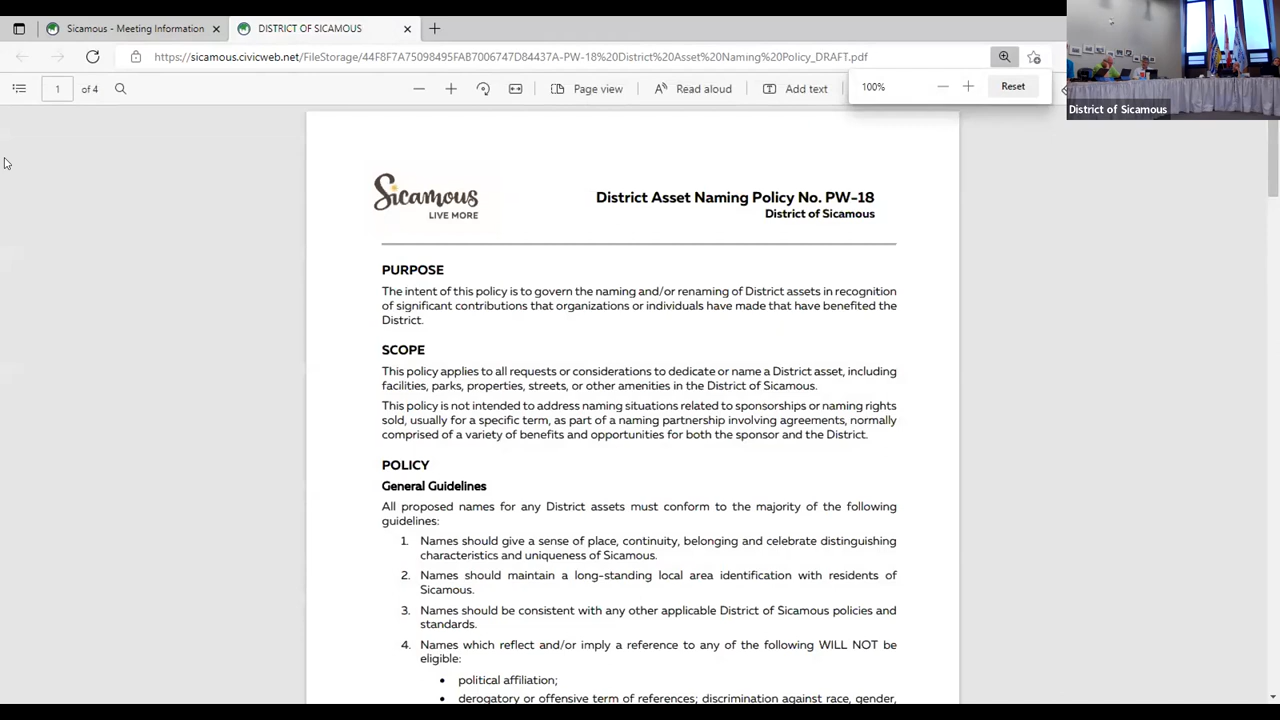 Sicamous - Meeting Information
DISTRICT OF SICAMOUS
https://sicamous.civicweb.net/FileStorage/44F8F7A75098495FAB7006747D84437A-PW-18%20District%20Asset%20Naming%20Policy_DRAFT.pdf
1 of 4
Page view
Read aloud
Add text
100%
Reset
District of Sicamous
Sicamous
LIVE MORE
District Asset Naming Policy No. PW-18
District of Sicamous
PURPOSE
The intent of this policy is to govern the naming and/or renaming of District assets in recognition
of significant contributions that organizations or individuals have made that have benefited the
District.
SCOPE
This policy applies to all requests or considerations to dedicate or name a District asset, including
facilities, parks, properties, streets, or other amenities in the District of Sicamous.
This policy is not intended to address naming situations related to sponsorships or naming rights
sold, usually for a specific term, as part of a naming partnership involving agreements, normally
comprised of a variety of benefits and opportunities for both the sponsor and the District.
POLICY
General Guidelines
All proposed names for any District assets must conform to the majority of the following
guidelines:
1. Names should give a sense of place, continuity, belonging and celebrate distinguishing
characteristics and uniqueness of Sicamous.
2. Names should maintain a long-standing local area identification with residents of
Sicamous.
3. Names should be consistent with any other applicable District of Sicamous policies and
standards.
4. Names which reflect and/or imply a reference to any of the following WILL NOT be
eligible:
• political affiliation;
• derogatory or offensive term of references; discrimination against race, gender,